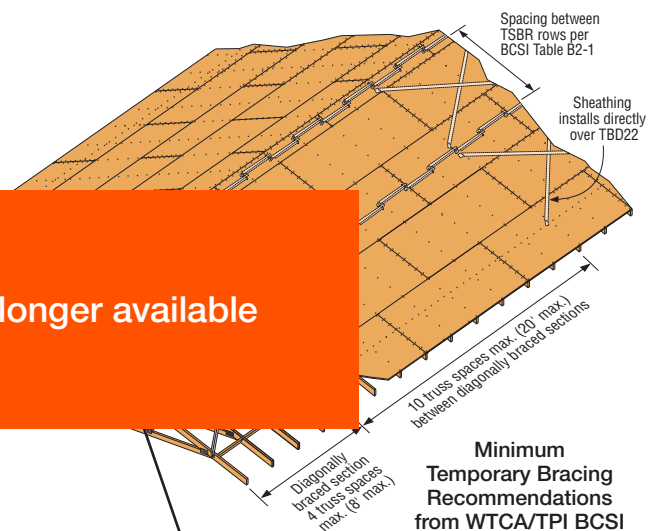 Spacing between
TSBR rows per
BCSI Table B2-1
Sheathing
installs directly
over TBD22
longer available
10 truss spaces max. (20' max.)
between diagonally braced sections
Diagonally
braced section
4 truss spaces
max. (8' max.)
Minimum
Temporary Bracing
Recommendations
from WTCA/TPI BCSI